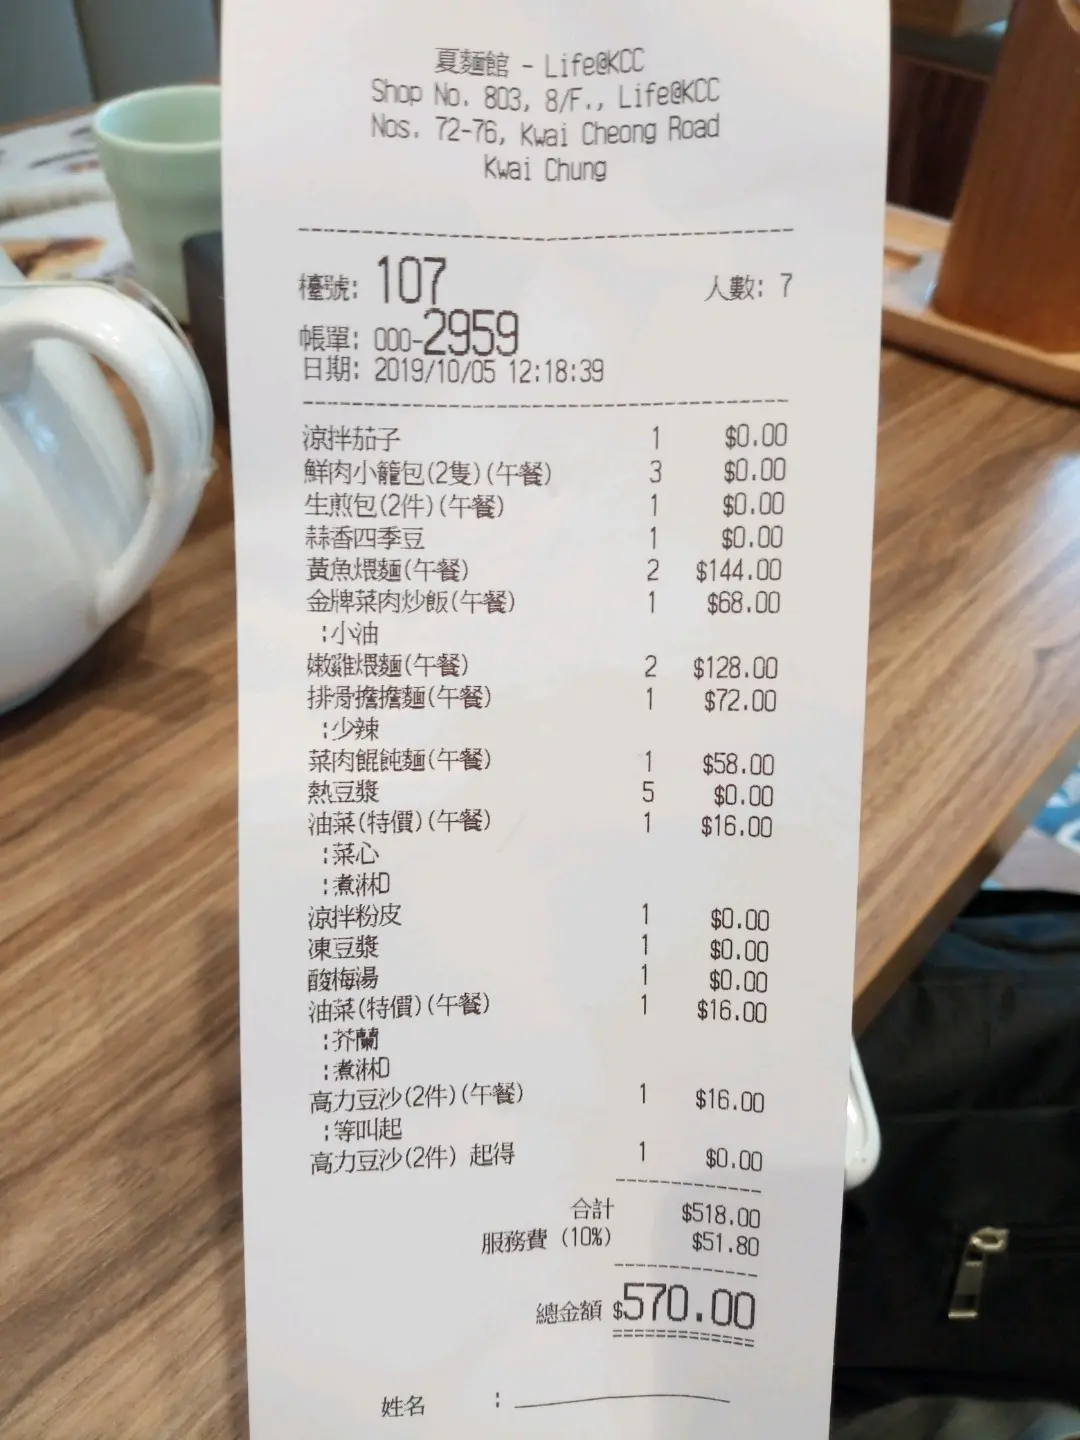 夏麵館 - Life@KCC
Shop No. 803, 8/F., Life@KCC
Nos. 72-76, Kwai Cheong Road
Kwai Chung
檯號: 107 人數: 7
帳單: 000-2959
日期: 2019/10/05 12:18:39
涼拌茄子 1 $0.00
鮮肉小籠包(2隻)(午餐) 3 $0.00
生煎包(2件)(午餐) 1 $0.00
蒜香四季豆 1 $0.00
黃魚煨麵(午餐) 2 $144.00
金牌菜肉炒飯(午餐) 1 $68.00
:小油
嫩雞煨麵(午餐) 2 $128.00
排骨擔擔麵(午餐) 1 $72.00
:少辣
菜肉餛飩麵(午餐) 1 $58.00
熱豆漿 5 $0.00
油菜(特價)(午餐) 1 $16.00
:菜心
:煮淋D
涼拌粉皮 1 $0.00
凍豆漿 1 $0.00
酸梅湯 1 $0.00
油菜(特價)(午餐) 1 $16.00
:芥蘭
:煮淋D
高力豆沙(2件)(午餐) 1 $16.00
:等叫起
高力豆沙(2件) 起得 1 $0.00
合計 $518.00
服務費 (10%) $51.80
總金額 $570.00
姓名 :